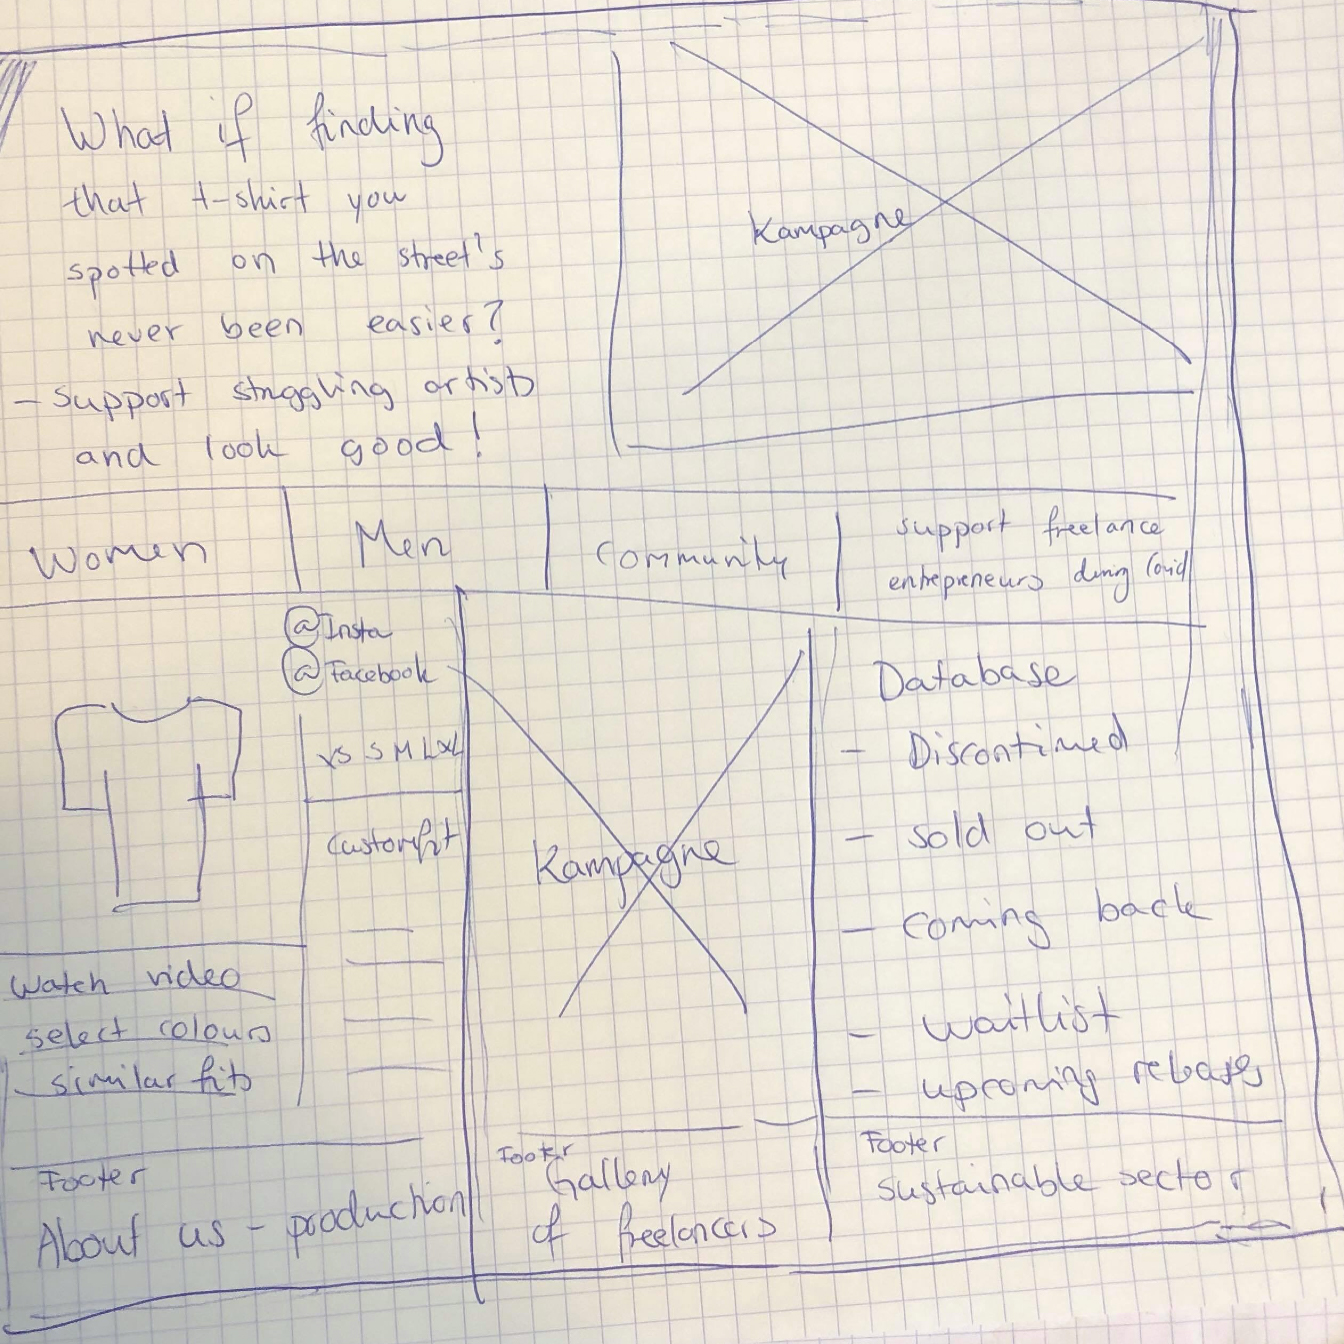 What if finding
that t-shirt you
spotted on the street's
never been easier?
- support struggling artists
and look good!
Kampagne
Women
Men
Community
support freelance
entrepreneurs during Covid
@Insta
@Facebook
XS S M L XL
Customfit
Watch video
select colours
similar fits
Kampagne
Database
- Discontinued
- sold out
- coming back
- waitlist
- upcoming releases
Footer
About us - production
Footer
Gallery
of freelancers
Footer
sustainable sector